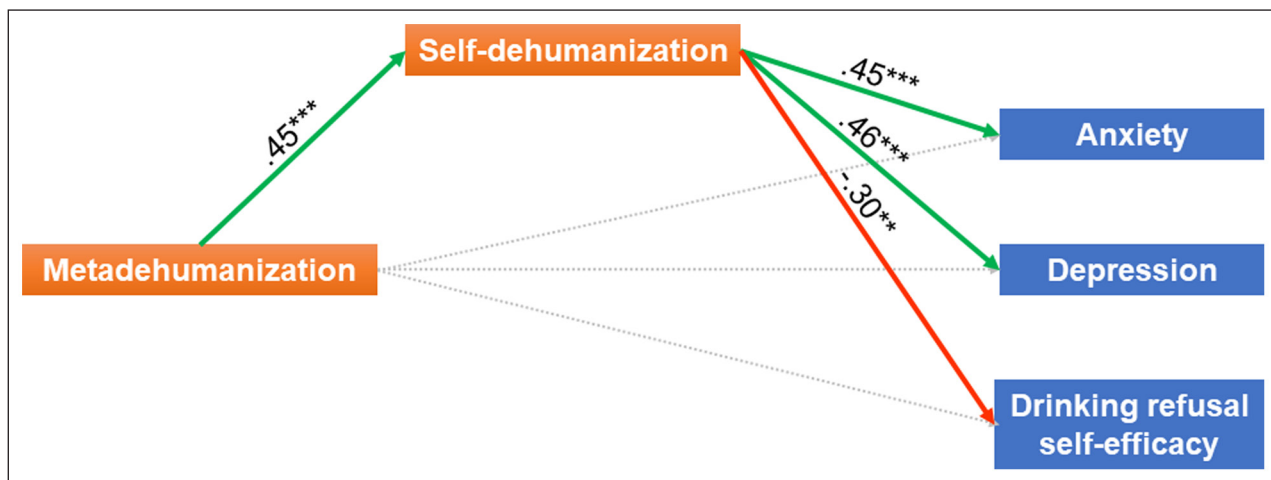 Self-dehumanization
.45***
.45***
.46***
-.30**
Anxiety
Metadehumanization
Depression
Drinking refusal
self-efficacy